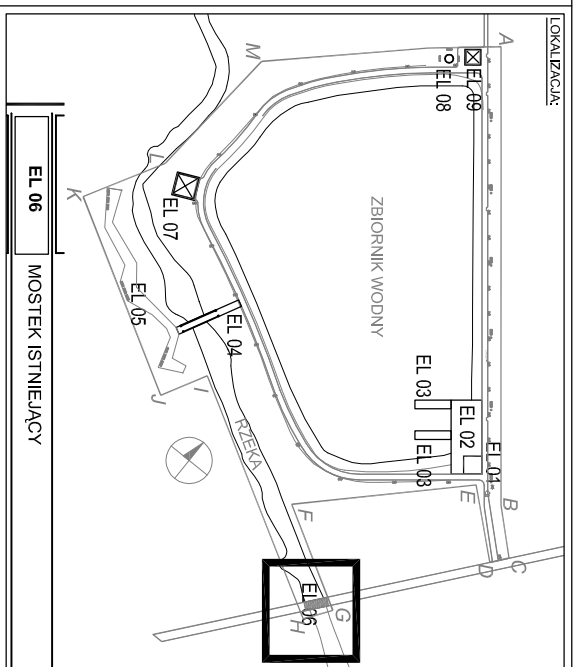 LOKALIZACJA:
A
EL 09
EL 08
M
L
K
EL 07
ZBIORNIK WODNY
EL 05
EL 04
EL 03
EL 02
EL 03
EL 01
J
I
RZEKA
B
C
D
E
F
G
H
EL 06
EL 06
MOSTEK ISTNIEJĄCY